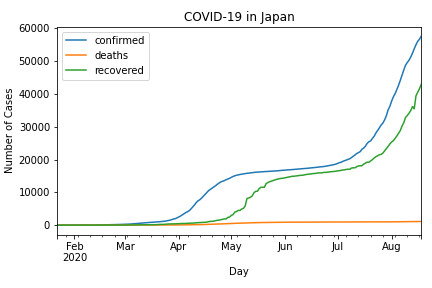 COVID-19 in Japan
confirmed
deaths
recovered
Number of Cases
60000
50000
40000
30000
20000
10000
0
Feb Mar Apr May Jun Jul Aug
2020
Day